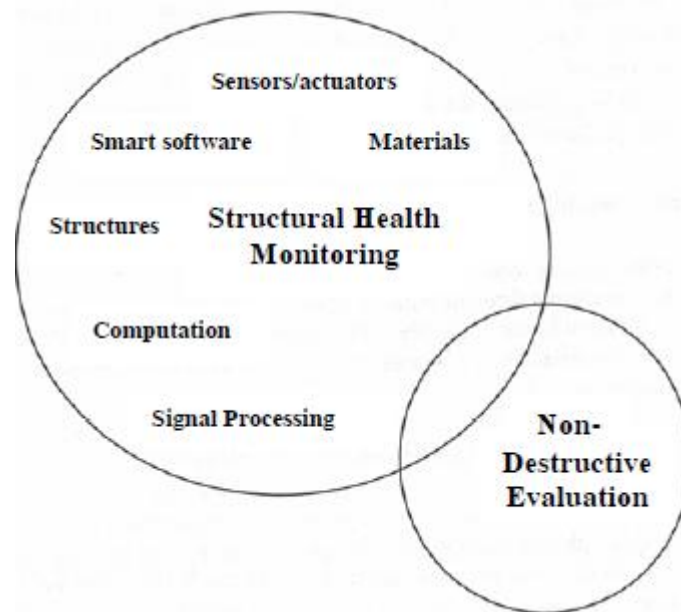 Sensors/actuators
Smart software
Materials
Structures
Structural Health
Monitoring
Computation
Signal Processing
Non-
Destructive
Evaluation